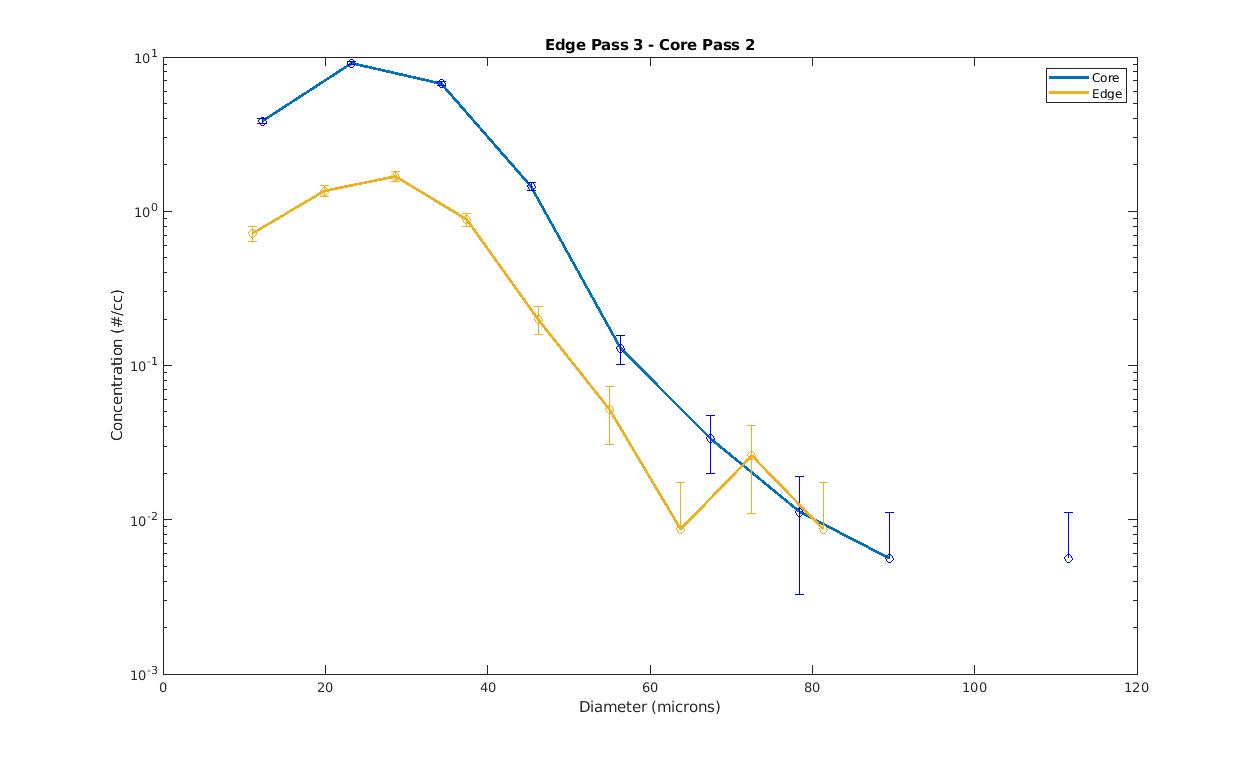 Edge Pass 3 - Core Pass 2
10^1
10^0
10^-1
10^-2
10^-3
Concentration (#/cc)
Core
Edge
0 20 40 60 80 100 120
Diameter (microns)